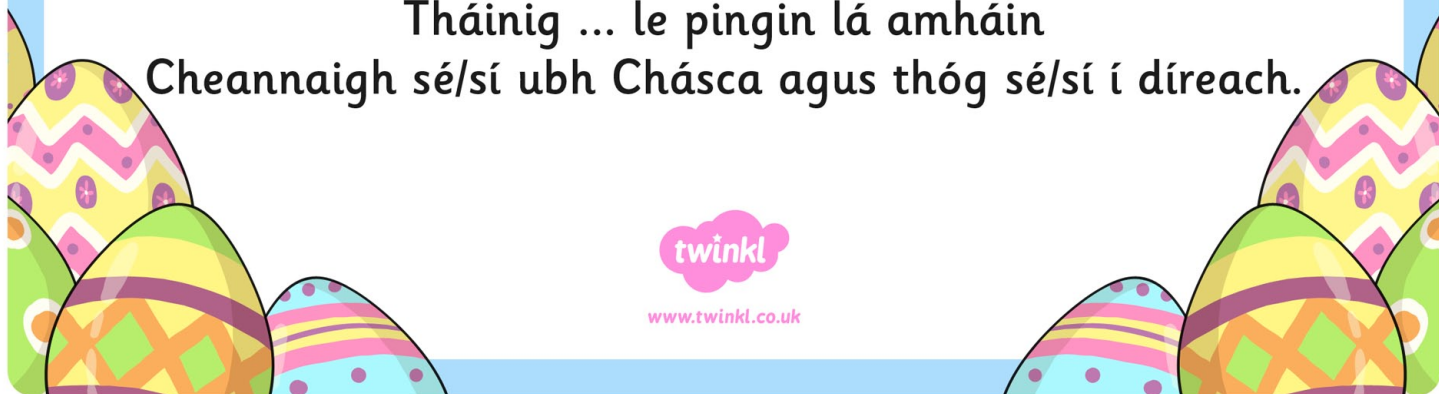 Tháinig ... le pingin lá amháin
Cheannaigh sé/sí ubh Chásca agus thóg sé/sí í díreach.
twinkl
www.twinkl.co.uk